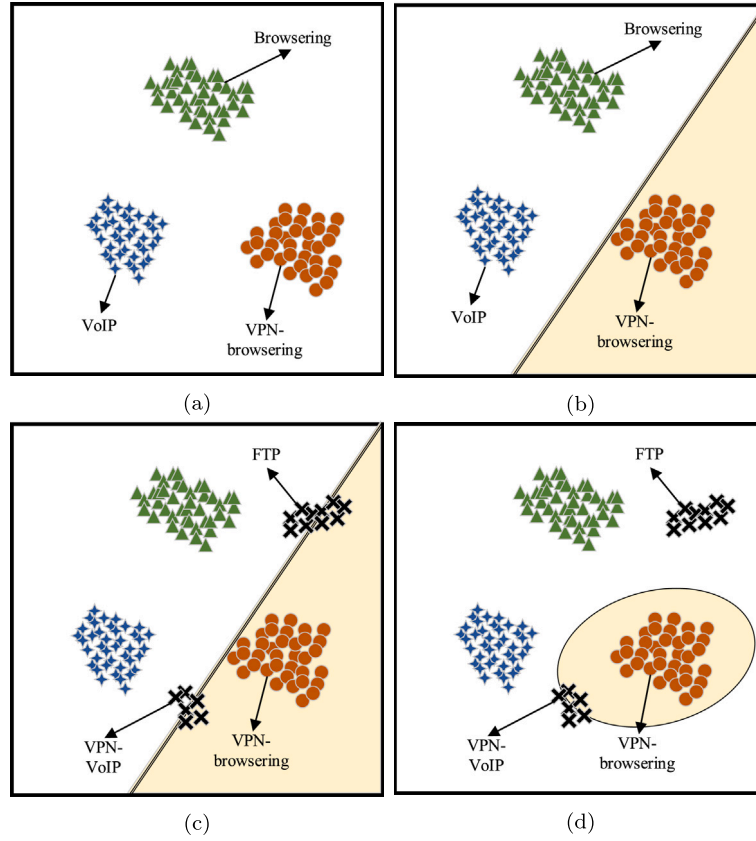 Browsering
VoIP
VPN-
browsering
(a)
Browsering
VoIP
VPN-
browsering
(b)
FTP
VPN-
VoIP
VPN-
browsering
(c)
FTP
VPN-
VoIP
VPN-
browsering
(d)